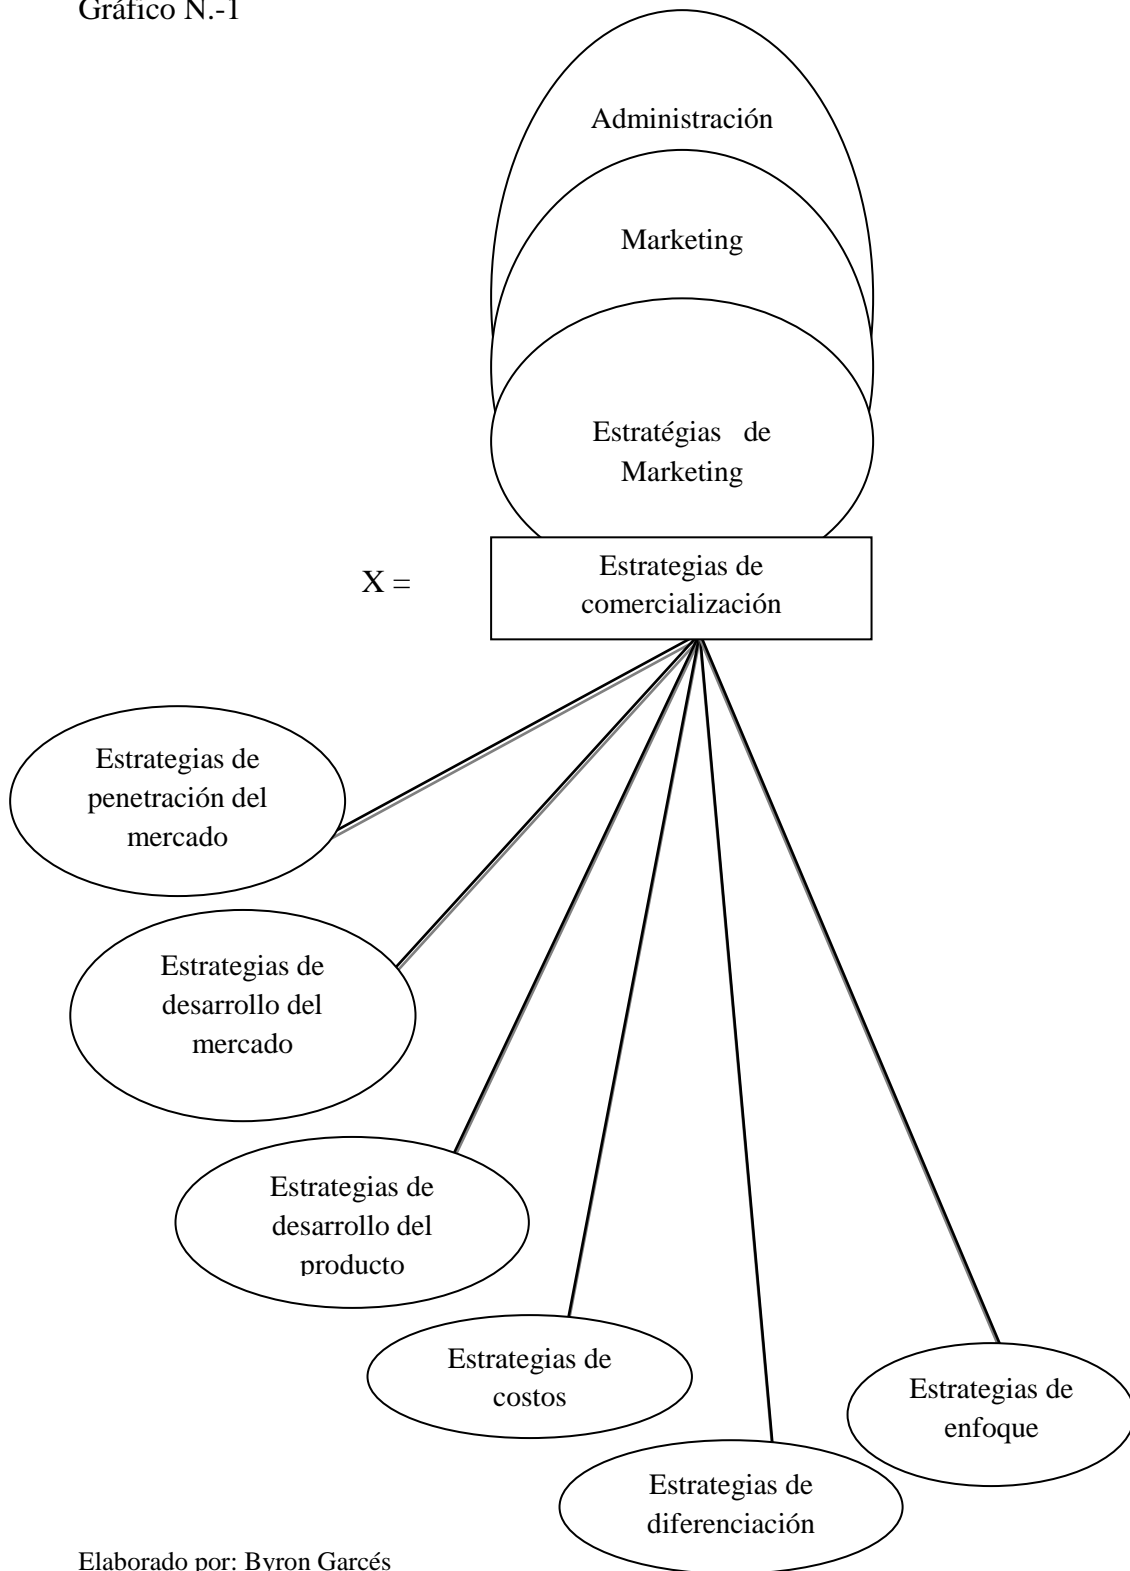 Gráfico N.-1
Administración
Marketing
Estratégias de
Marketing
X =
Estrategias de
comercialización
Estrategias de
penetración del
mercado
Estrategias de
desarrollo del
mercado
Estrategias de
desarrollo del
producto
Estrategias de
costos
Estrategias de
enfoque
Estrategias de
diferenciación
Elaborado por: Byron Garcés